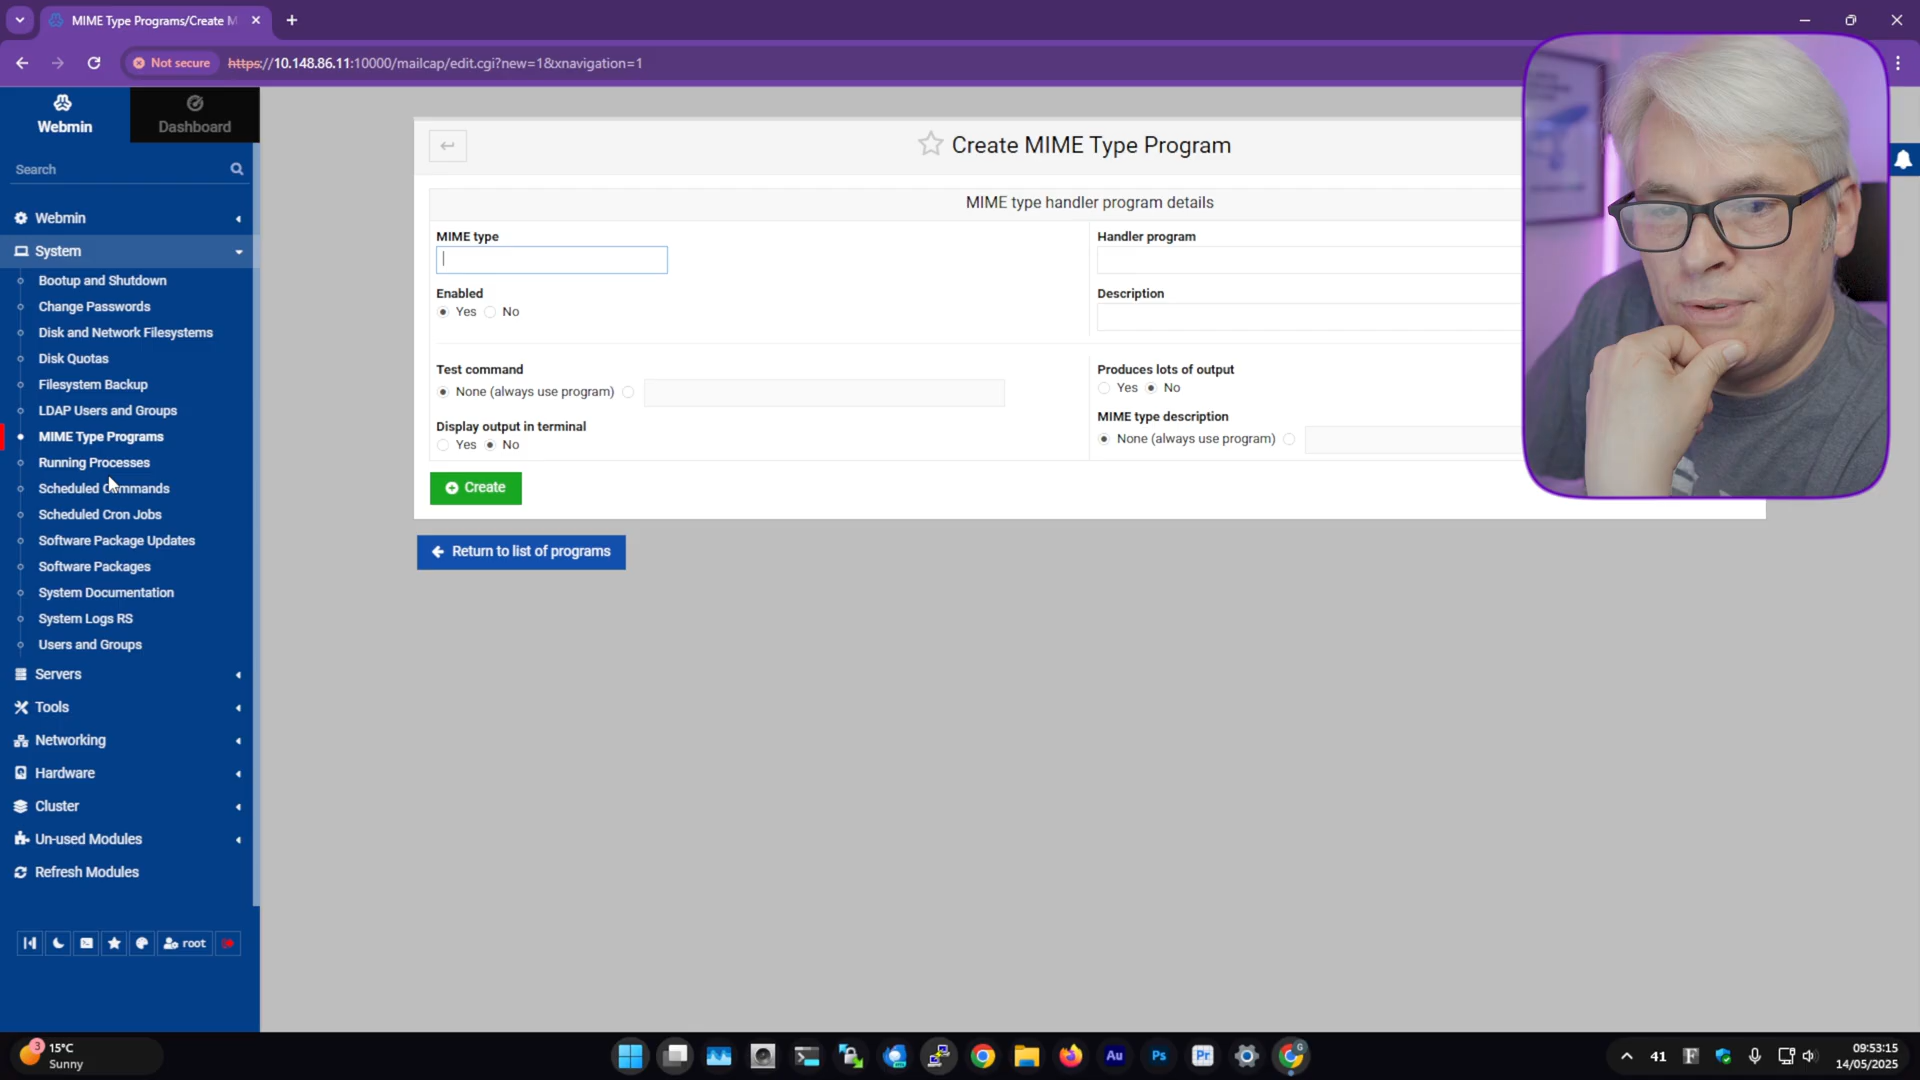 MIME Type Programs/Create M
Not secure
https://10.148.86.11:10000/mailcap/edit.cgi?new=1&xnavigation=1
Webmin
Dashboard
Search
Webmin
System
Bootup and Shutdown
Change Passwords
Disk and Network Filesystems
Disk Quotas
Filesystem Backup
LDAP Users and Groups
MIME Type Programs
Running Processes
Scheduled Commands
Scheduled Cron Jobs
Software Package Updates
Software Packages
System Documentation
System Logs RS
Users and Groups
Servers
Tools
Networking
Hardware
Cluster
Un-used Modules
Refresh Modules
root
Create MIME Type Program
MIME type handler program details
MIME type
Handler program
Enabled
Yes No
Description
Test command
None (always use program)
Produces lots of output
Yes No
Display output in terminal
Yes No
MIME type description
None (always use program)
Create
Return to list of programs
3
15°C
Sunny
Au
Ps
Pr
G
41
F
09:53:15
14/05/2025